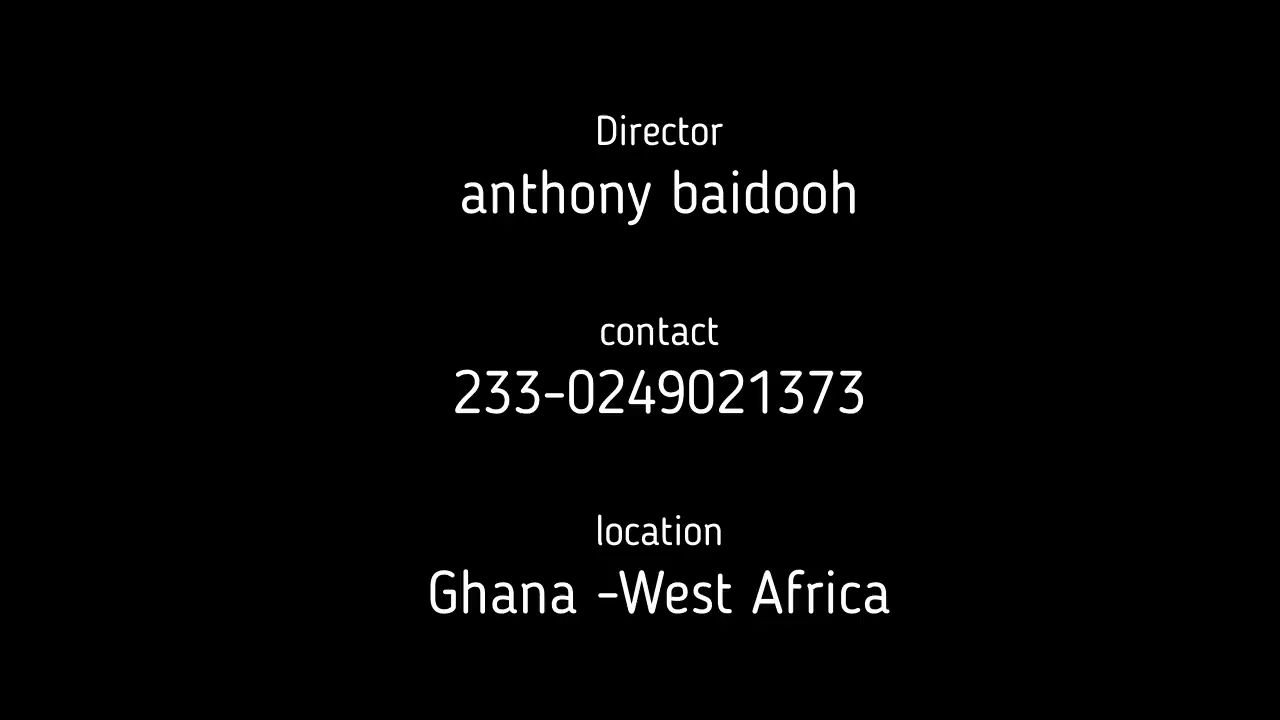 Director
anthony baidooh
contact
233-0249021373
location
Ghana -West Africa